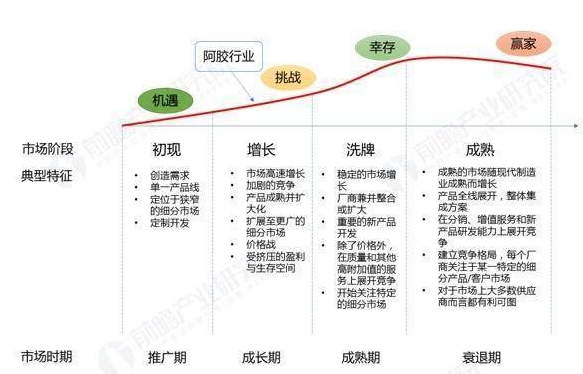 阿胶行业
机遇
挑战
幸存
赢家
市场阶段
初现
增长
洗牌
成熟
典型特征
• 创造需求
• 单一产品线
• 定位于获窄
的细分市场
• 定制开发
• 市场高速增长
• 加剧的竞争
• 产品成熟并扩
大化
• 扩展至更广的
细分市场
• 价格战
• 受挤压的盈利
与生存空间
• 稳定的市场增
长
• 厂商兼并整合
或扩大
• 重要的新产品
开发
• 除了价格外，
在质量和其他
高附加值的服
务上展开竞争
• 开始关注特定
的细分市场
• 成熟的市场随现代制造
业成熟而增长
• 产品全线展开，整体集
成方案
• 在分销、增值服务和新
产品研发能力上展开竞
争
• 建立竞争格局，每个厂
商关注于某一特定的细
分产品/客户市场
• 对于市场上大多数供应
商而言都有利可图
市场时期
推广期
成长期
成熟期
衰退期
前瞻产业研究院